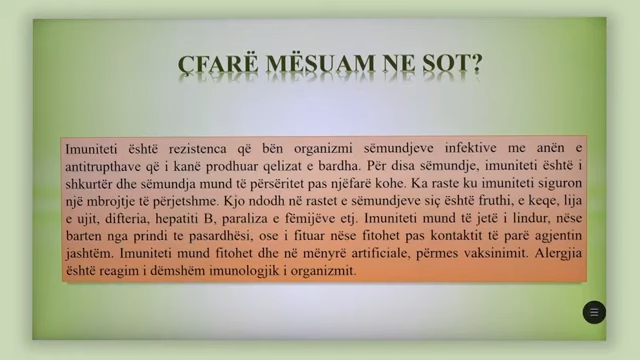 ÇFARË MËSUAM NE SOT?
Imuniteti është rezistenca që bën organizmi sëmundjeve infektive me anën e
antitrupthave që i kanë prodhuar qelizat e bardha. Për disa sëmundje, imuniteti është i
shkurtër dhe sëmundja mund të përsëritet pas njëfarë kohe. Ka raste ku imuniteti siguron
një mbrojtje të përjetshme. Kjo ndodh në rastet e sëmundjeve siç është fruthi, e keqe, lija
e ujit, difteria, hepatiti B, paraliza e fëmijëve etj. Imuniteti mund të jetë i lindur, nëse
barten nga prindi te pasardhësi, ose i fituar nëse fitohet pas kontaktit të parë agjentin
jashtëm. Imuniteti mund fitohet dhe në mënyrë artificiale, përmes vaksinimit. Alergjia
është reagim i dëmshëm imunologjik i organizmit.